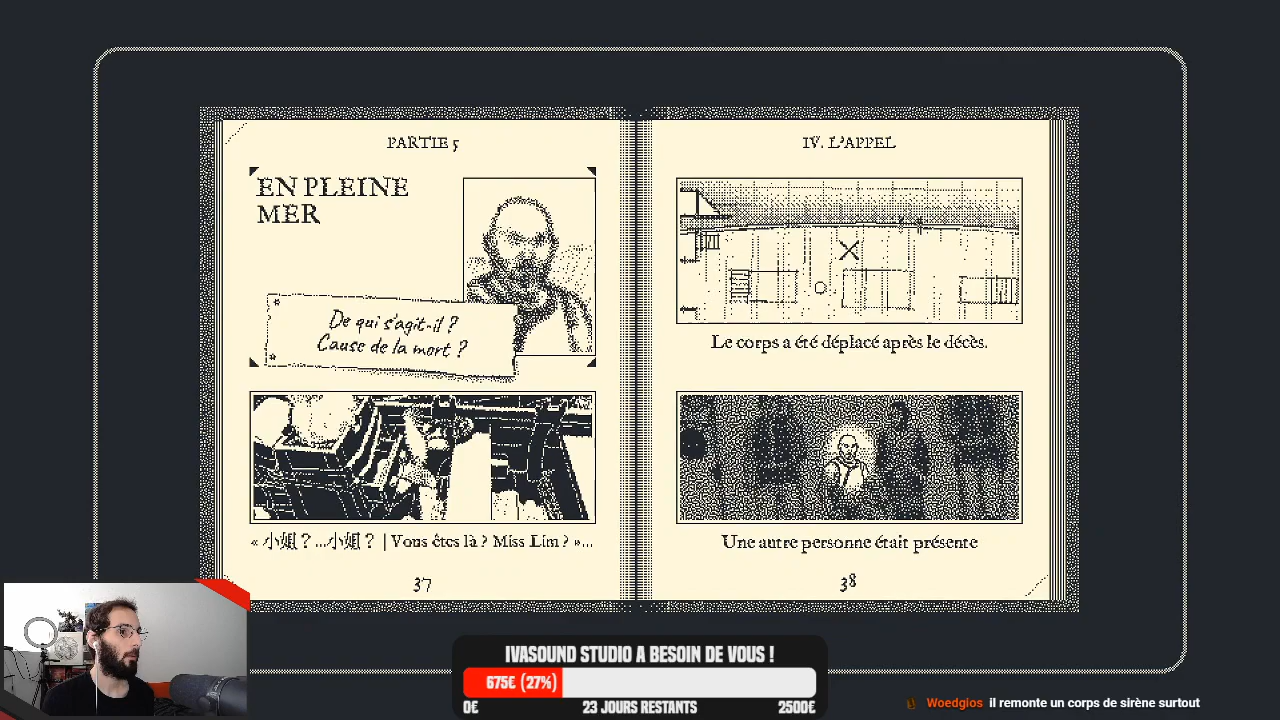 PARTIE 5
EN PLEINE
MER
De qui s'agit-il ?
Cause de la mort ?
« 小姐？...小姐？ | Vous êtes là ? Miss Lim ? »...
37
IV. L'APPEL
Le corps a été déplacé après le décès.
Une autre personne était présente
38
IVASOUND STUDIO A BESOIN DE VOUS !
675€ (27%)
0€ 23 JOURS RESTANTS 2500€
Woedgios il remonte un corps de sirène surtout